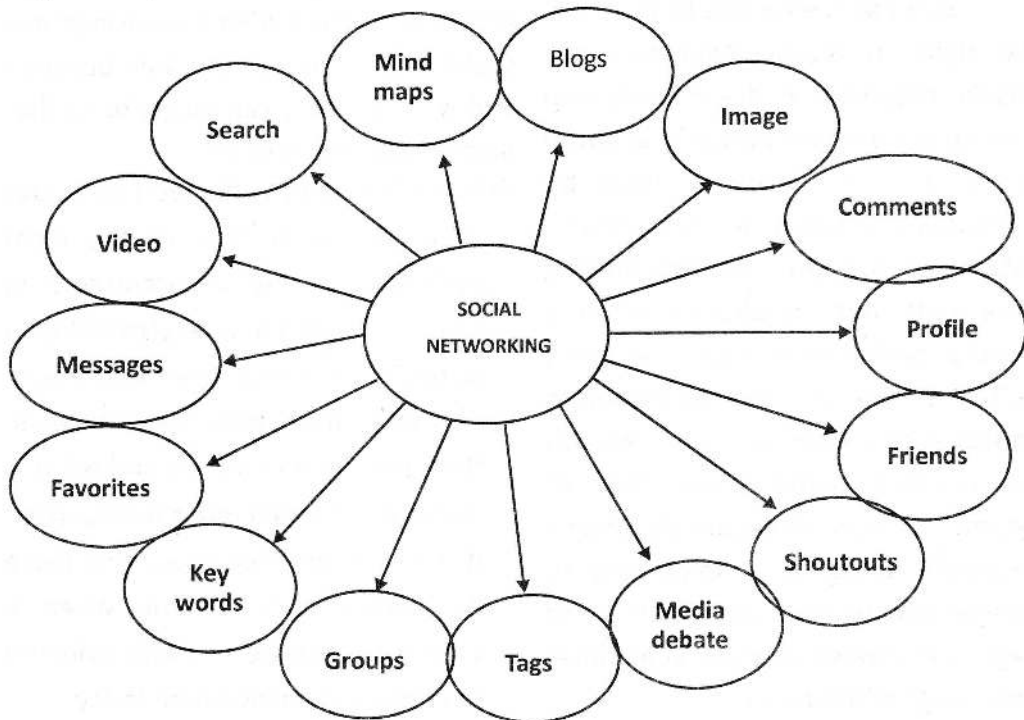 Mind
maps
Blogs
Image
Search
Comments
Video
SOCIAL
NETWORKING
Profile
Messages
Friends
Favorites
Shoutouts
Key
words
Media
debate
Groups
Tags